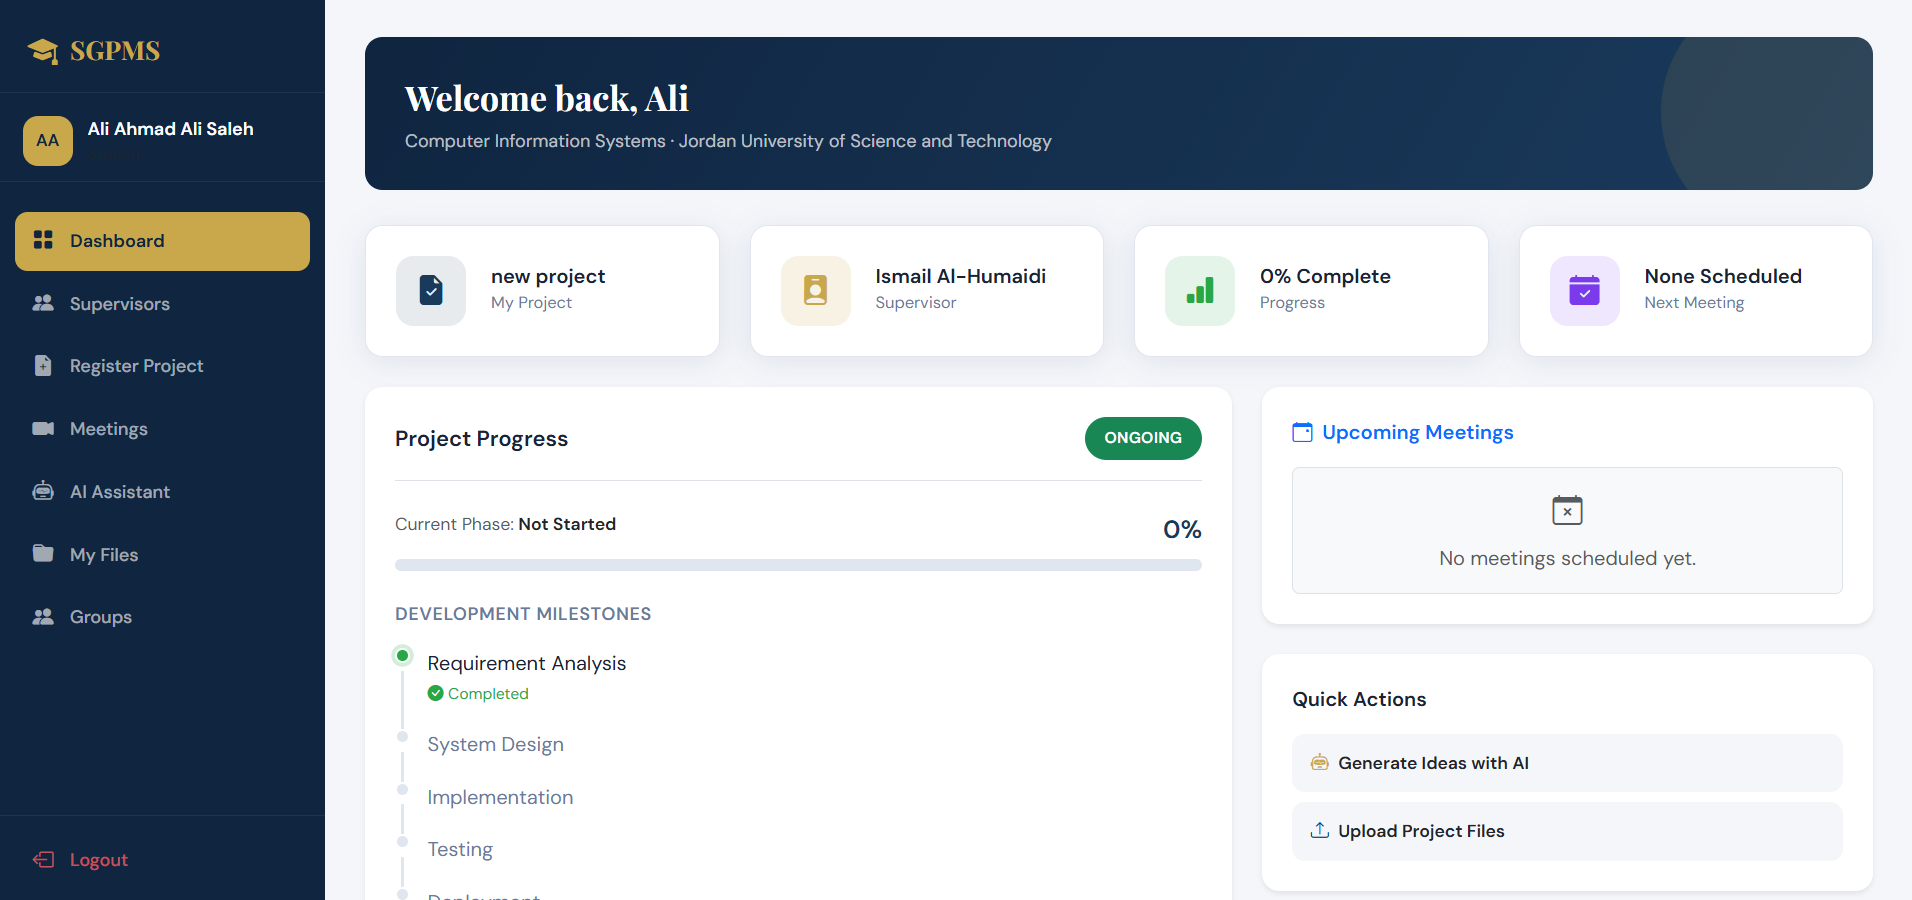 SGPMS
AA
Ali Ahmad Ali Saleh
Dashboard
Supervisors
Register Project
Meetings
AI Assistant
My Files
Groups
Logout
Welcome back, Ali
Computer Information Systems · Jordan University of Science and Technology
new project
My Project
Ismail Al-Humaidi
Supervisor
0% Complete
Progress
None Scheduled
Next Meeting
Project Progress
ONGOING
Current Phase: Not Started
0%
DEVELOPMENT MILESTONES
Requirement Analysis
Completed
System Design
Implementation
Testing
Deployment
Upcoming Meetings
No meetings scheduled yet.
Quick Actions
Generate Ideas with AI
Upload Project Files